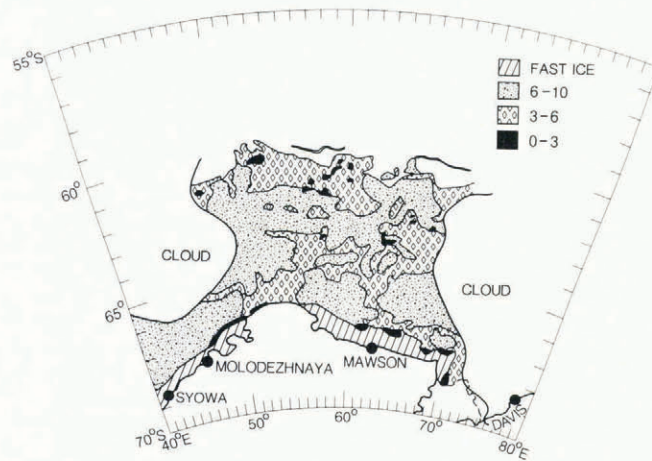 55°S
FAST ICE
6–10
3–6
0–3
60°
CLOUD
CLOUD
65°
MOLODEZHNAYA
MAWSON
SYOWA
DAVIS
70°S
40°E
50°
60°
70°
80°E